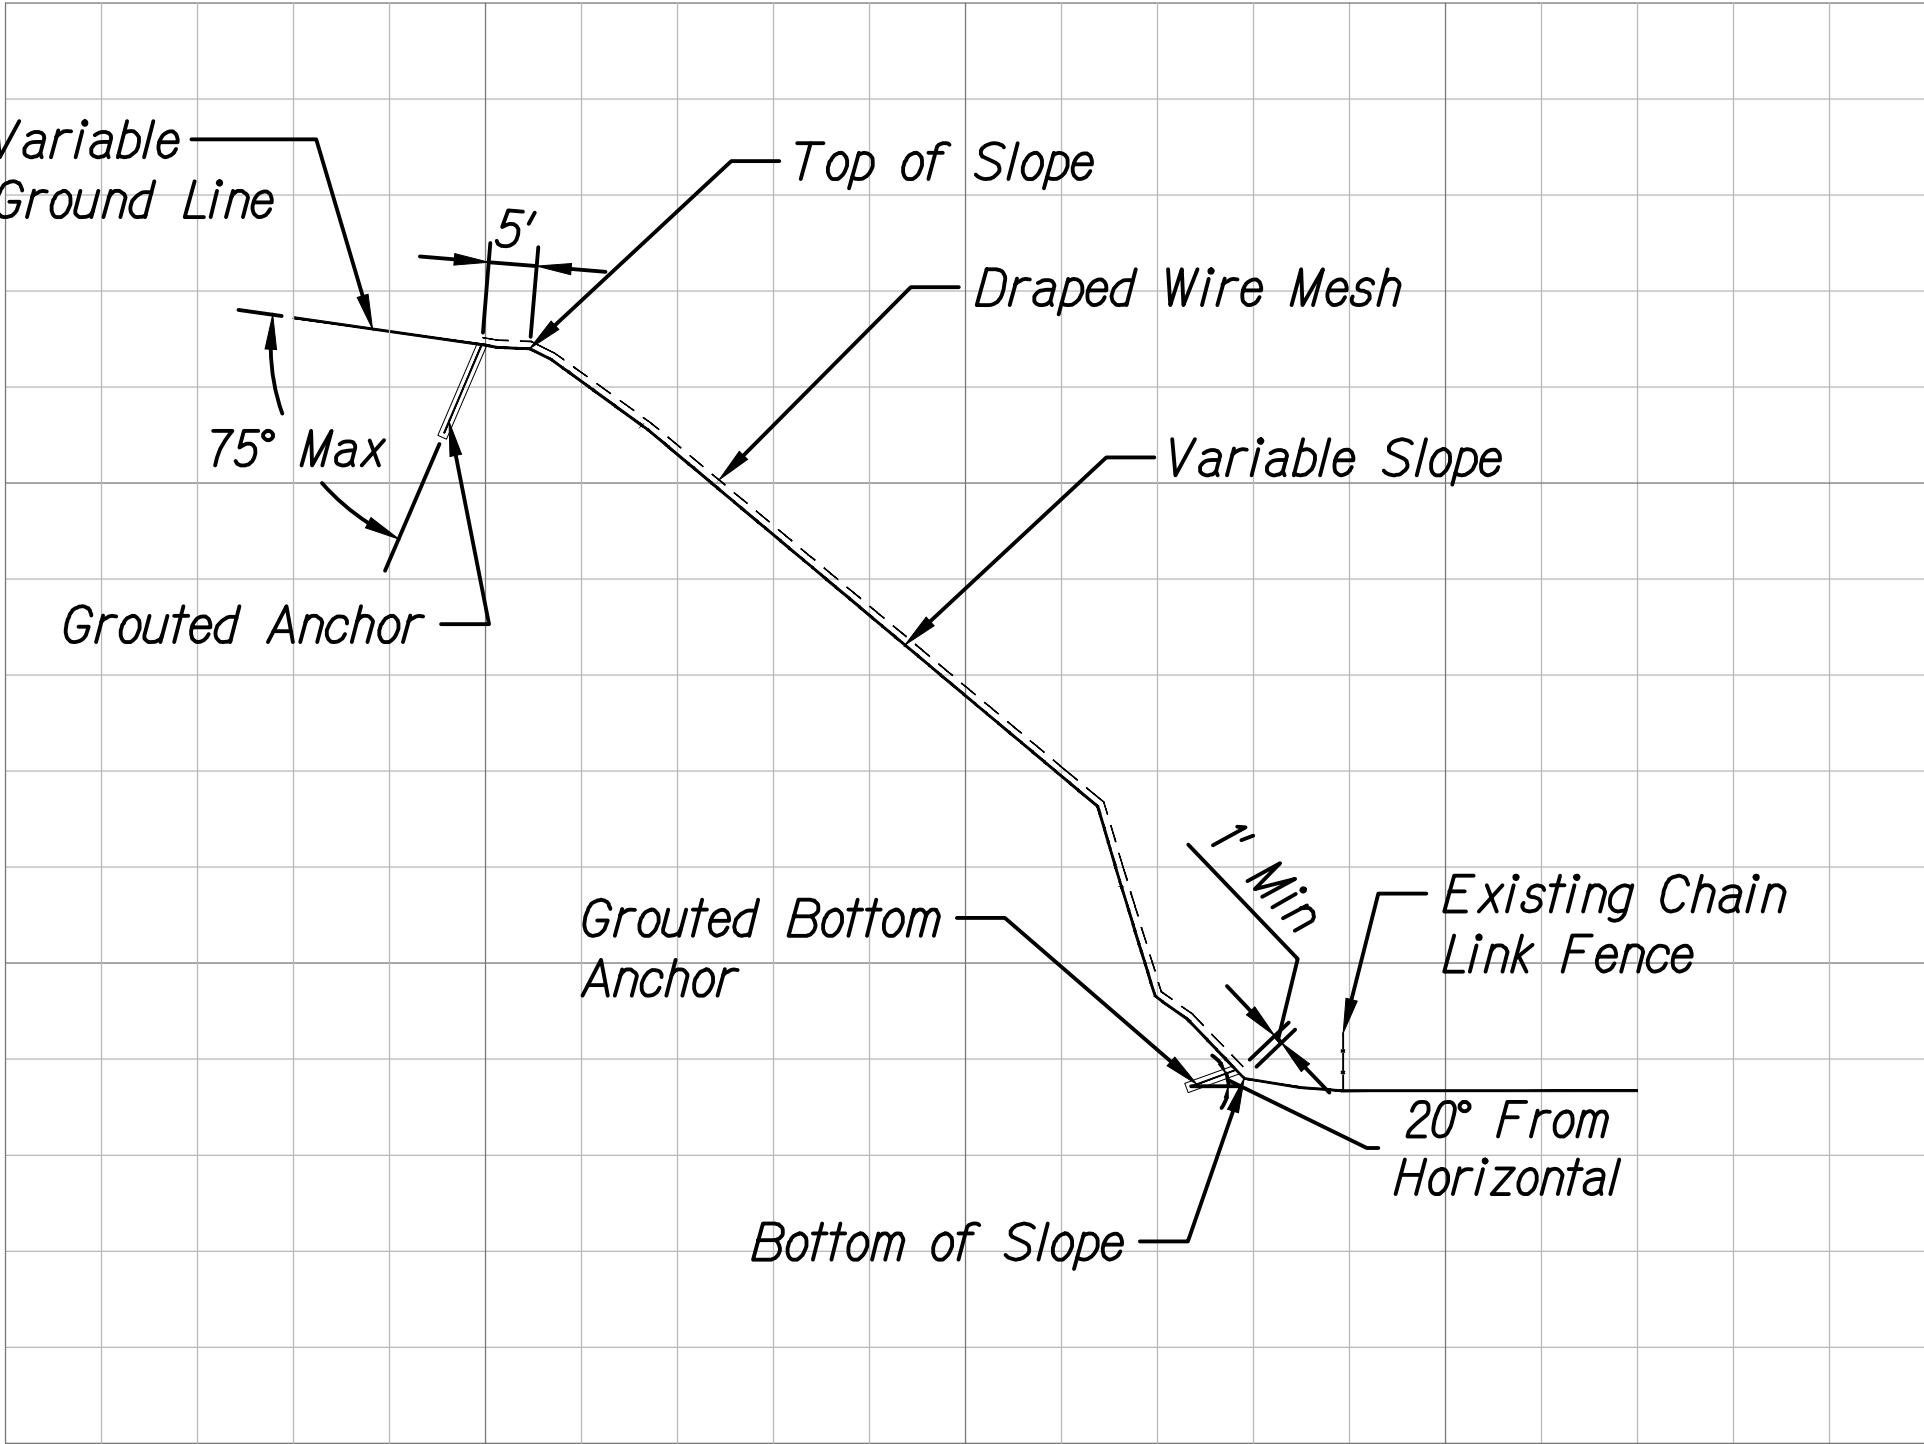 Variable
Ground Line
5'
Top of Slope
Draped Wire Mesh
75° Max
Variable Slope
Grouted Anchor
1' Min
Grouted Bottom
Anchor
Existing Chain
Link Fence
20° From
Horizontal
Bottom of Slope